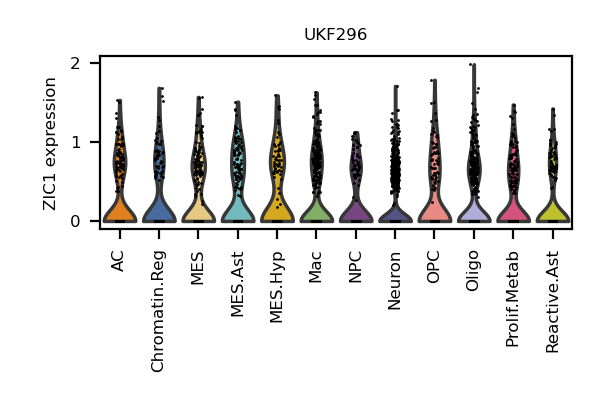 UKF296
ZIC1 expression
2
1
0
AC
Chromatin.Reg
MES
MES.Ast
MES.Hyp
Mac
NPC
Neuron
OPC
Oligo
Prolif.Metab
Reactive.Ast